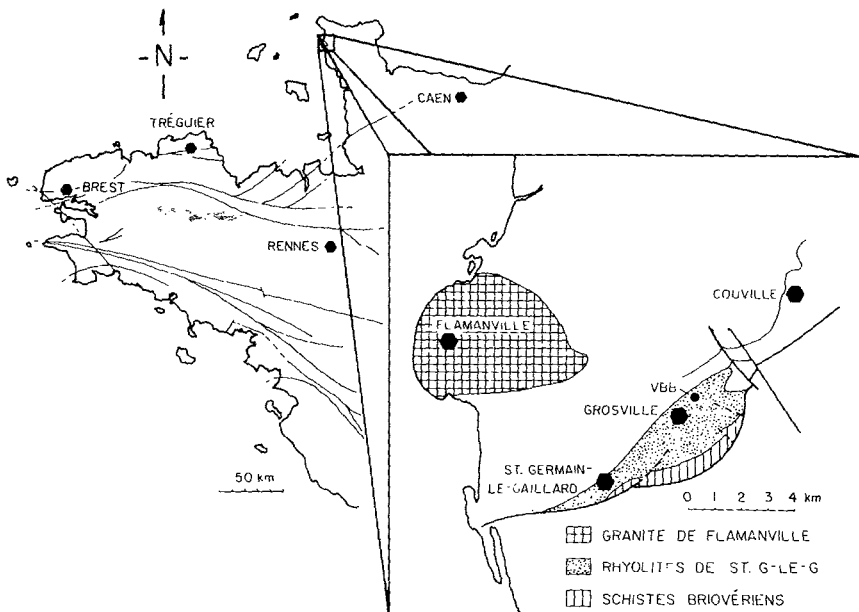 -N-
CAEN
TRÉGUIER
BREST
RENNES
50 km
FLAMANVILLE
COUVILLE
VBB
GROSVILLE
ST. GERMAIN-
LE-GAILLARD
0 1 2 3 4 km
GRANITE DE FLAMANVILLE
RHYOLITES DE ST. G-LE-G
SCHISTES BRIOVÉRIENS